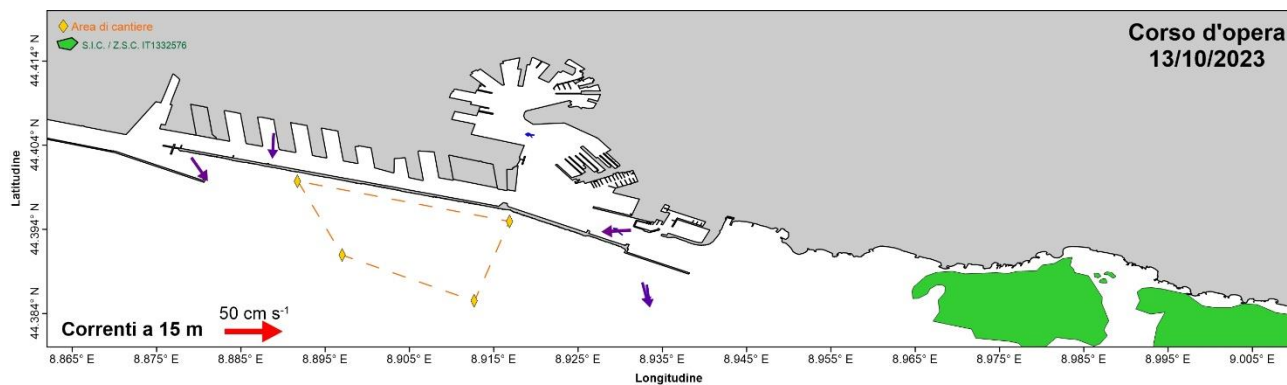 Area di cantiere
S.I.C. / Z.S.C. IT1332576
Corso d'opera
13/10/2023
44.414° N
44.404° N
44.394° N
44.384° N
Latitudine
Correnti a 15 m
50 cm s⁻¹
8.865° E
8.875° E
8.885° E
8.895° E
8.905° E
8.915° E
8.925° E
8.935° E
8.945° E
8.955° E
8.965° E
8.975° E
8.985° E
8.995° E
9.005° E
Longitudine